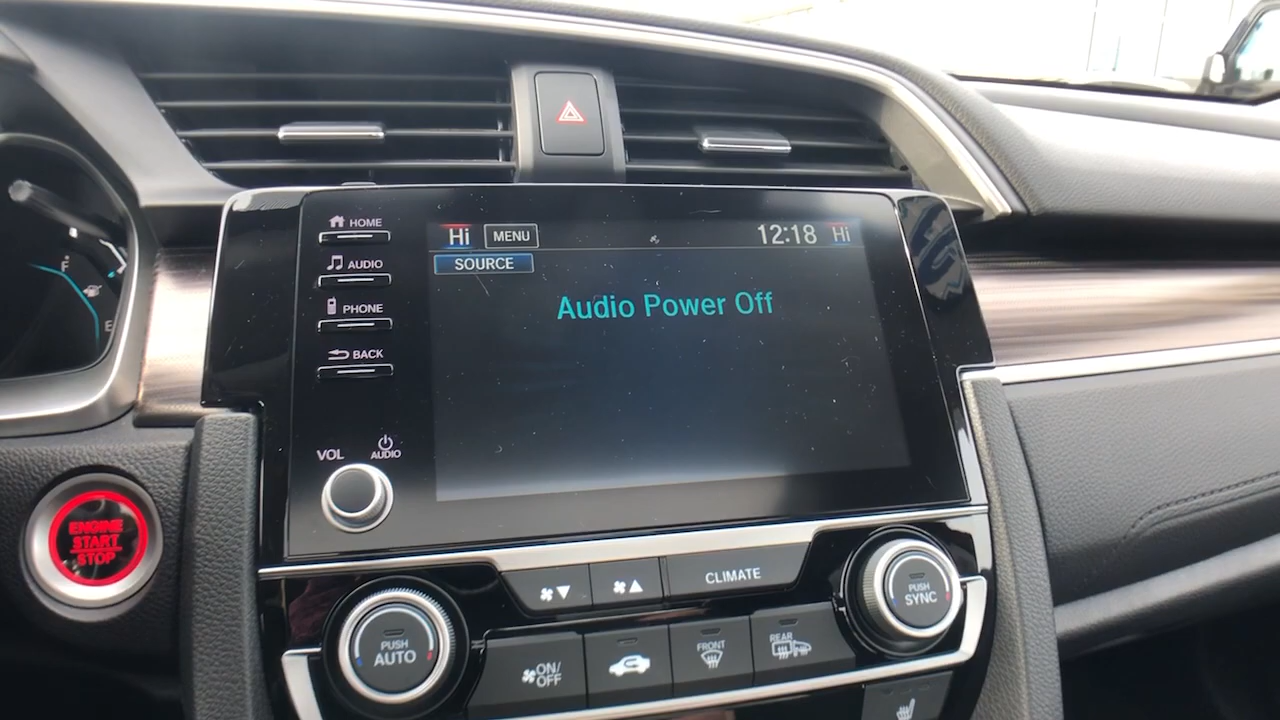 HOME
Hi MENU 12:18 Hi
AUDIO
SOURCE
F
PHONE
Audio Power Off
E
BACK
VOL AUDIO
ENGINE
START
STOP
CLIMATE
PUSH
AUTO
PUSH
SYNC
ON/
OFF
FRONT
REAR